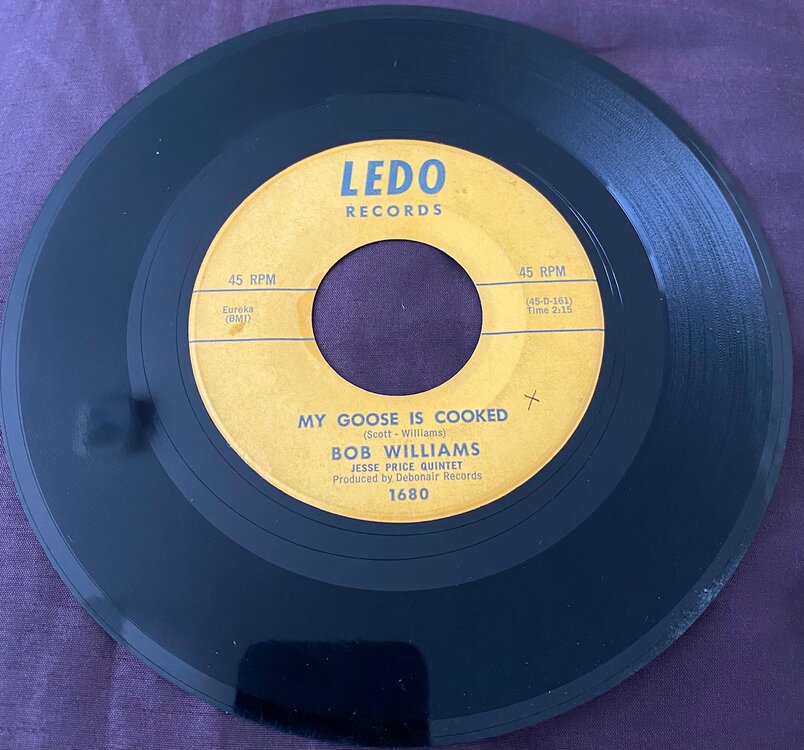 LEDO
RECORDS
45 RPM
45 RPM
Eureka
(BMI)
(45-D-161)
Time 2:15
MY GOOSE IS COOKED
(Scott - Williams)
BOB WILLIAMS
JESSE PRICE QUINTET
Produced by Debonair Records
1680